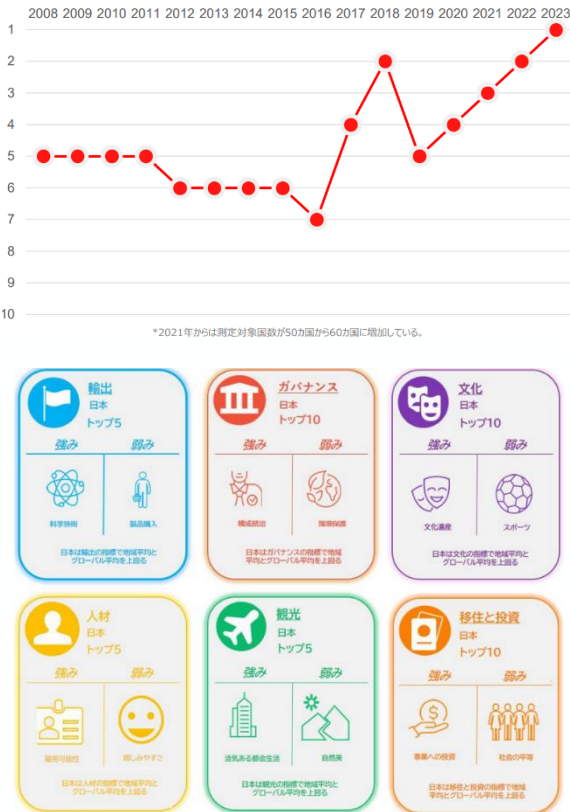 2008 2009 2010 2011 2012 2013 2014 2015 2016 2017 2018 2019 2020 2021 2022 2023
1
2
3
4
5
6
7
8
9
10
*2021年からは測定対象国数が50カ国から60カ国に増加している。
輸出
日本
トップ5
強み 弱み
科学技術 製品購入
日本は輸出の指標で地域平均と
グローバル平均を上回る
ガバナンス
日本
トップ10
強み 弱み
環境保護
日本はガバナンスの指標で地域
平均とグローバル平均を上回る
文化
日本
トップ10
強み 弱み
文化遺産 スポーツ
日本は文化の指標で地域平均と
グローバル平均を上回る
人材
日本
トップ5
強み 弱み
雇用可能性 親しみやすさ
日本は人材の指標で地域平均と
グローバル平均を上回る
観光
日本
トップ5
強み 弱み
活気ある都会生活 自然美
日本は観光の指標で地域平均と
グローバル平均を上回る
移住と投資
日本
トップ10
強み 弱み
事業への投資 社会の平等
日本は移住と投資の指標で地域
平均とグローバル平均を上回る